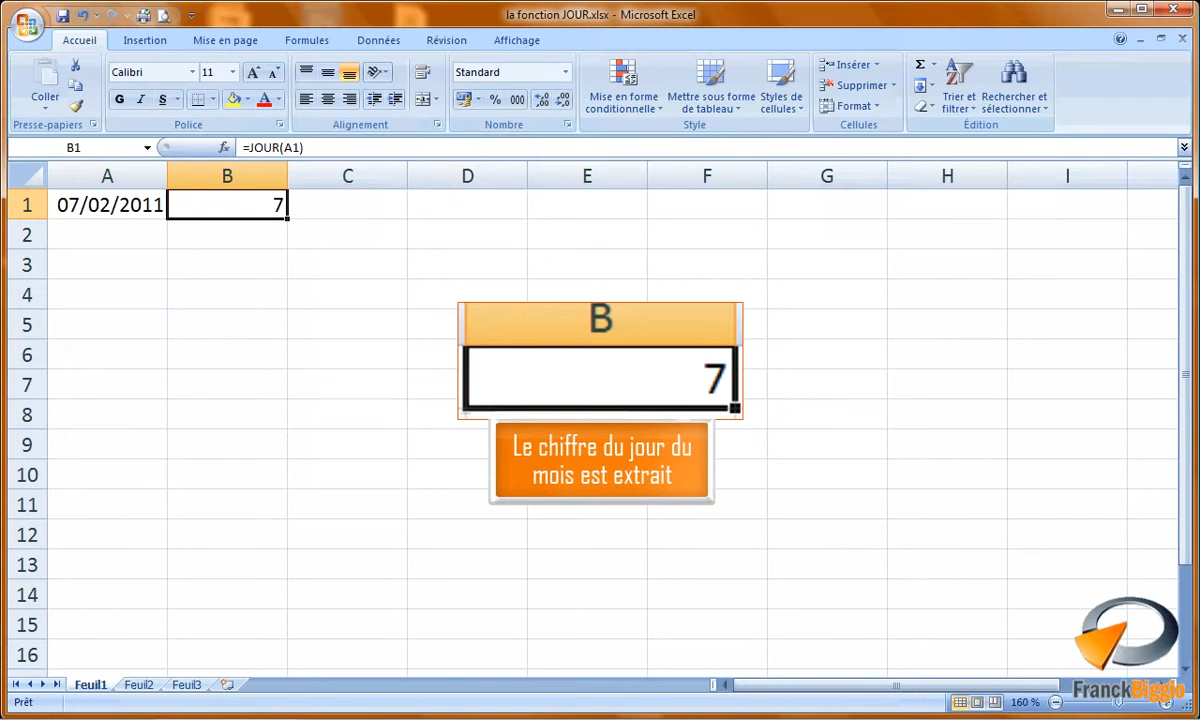 la fonction JOUR.xlsx - Microsoft Excel
Accueil Insertion Mise en page Formules Données Révision Affichage
Coller
Presse-papiers
Calibri 11
G I S
Police
Alignement
Standard
% 000
Nombre
Mise en forme conditionnelle
Mettre sous forme de tableau
Styles de cellules
Style
Insérer
Supprimer
Format
Cellules
Σ
Trier et filtrer
Rechercher et sélectionner
Édition
B1 fx =JOUR(A1)
A B C D E F G H I
1 07/02/2011 7
2
3
4
5
6
7
8
9
10
11
12
13
14
15
16
B
7
Le chiffre du jour du
mois est extrait
FranckBiggio
Feuil1 Feuil2 Feuil3
Prêt 160 %